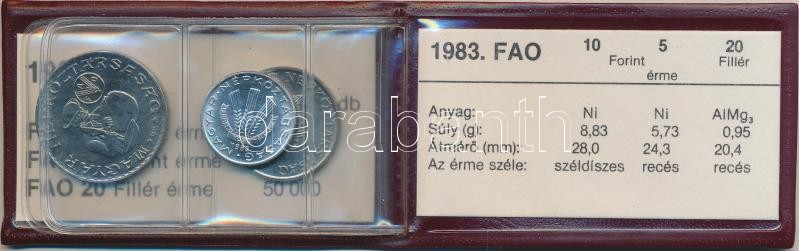 MAGYAR NÉPKÖZTÁRSASÁG
FAO 20 Fillér érme 50 000
1983. FAO 10 5 20
Forint Fillér
érme
Anyag: Ni Ni AlMg3
Súly (g): 8,83 5,73 0,95
Átmérő (mm): 28,0 24,3 20,4
Az érme széle: széldíszes recés recés
darabanth